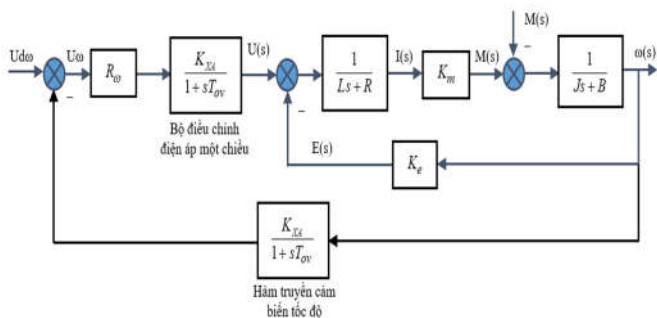 M(s)
Udω
Uω
R_ω
K_XA
1 + sT_ov
U(s)
1
Ls + R
I(s)
K_m
M(s)
1
Js + B
ω(s)
Bộ điều chỉnh
điện áp một chiều
E(s)
K_e
K_XA
1 + sT_ov
Hàm truyền cảm
biến tốc độ